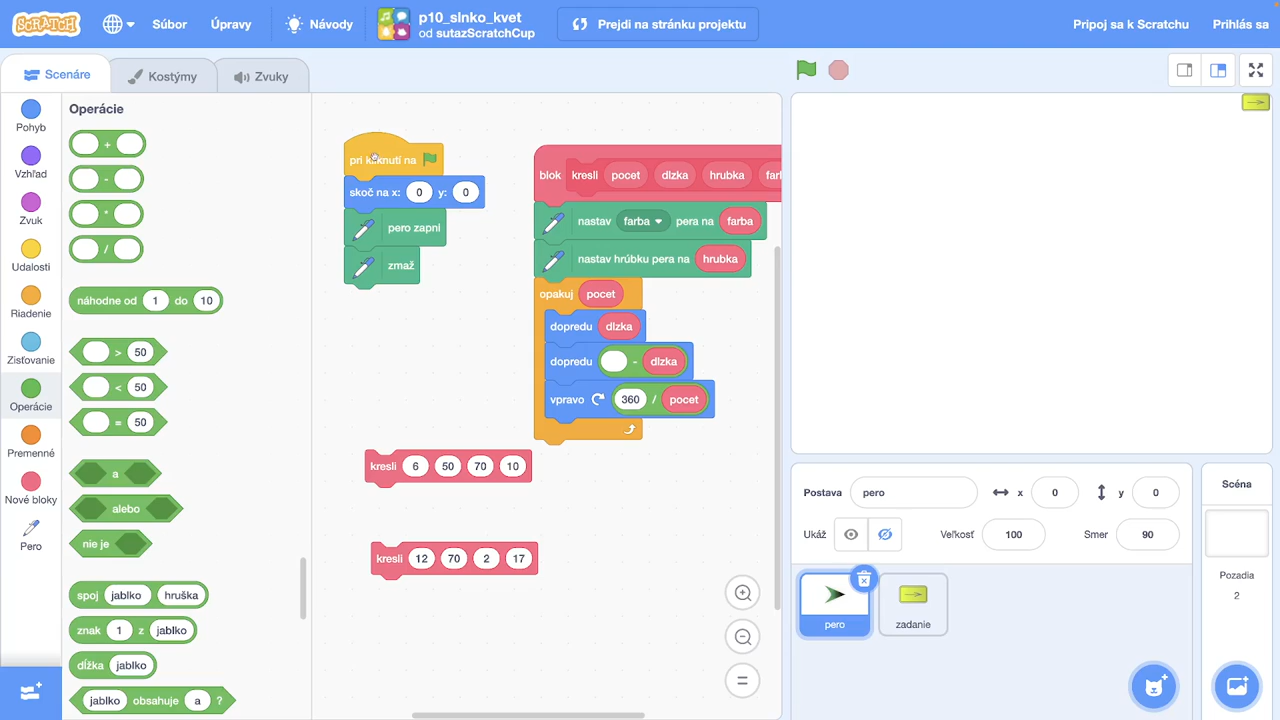 SCRATCH
Súbor
Úpravy
Návody
p10_slnko_kvet
od sutazScratchCup
Prejdi na stránku projektu
Pripoj sa k Scratchu
Prihlás sa
Scenáre
Kostýmy
Zvuky
Pohyb
Vzhľad
Zvuk
Udalosti
Riadenie
Zisťovanie
Operácie
Premenné
Nové bloky
Pero
Operácie
+
-
*
/
náhodne od 1 do 10
> 50
< 50
= 50
a
alebo
nie je
spoj jablko hruška
znak 1 z jablko
dĺžka jablko
jablko obsahuje a ?
pri kliknutí na
skoč na x: 0 y: 0
pero zapni
zmaž
blok kresli pocet dlzka hrubka
nastav farba pera na farba
nastav hrúbku pera na hrubka
opakuj pocet
dopredu dlzka
dopredu - dlzka
vpravo 360 / pocet
kresli 6 50 70 10
kresli 12 70 2 17
Postava pero x 0 y 0
Ukáž Veľkosť 100 Smer 90
pero
zadanie
Scéna
Pozadia
2